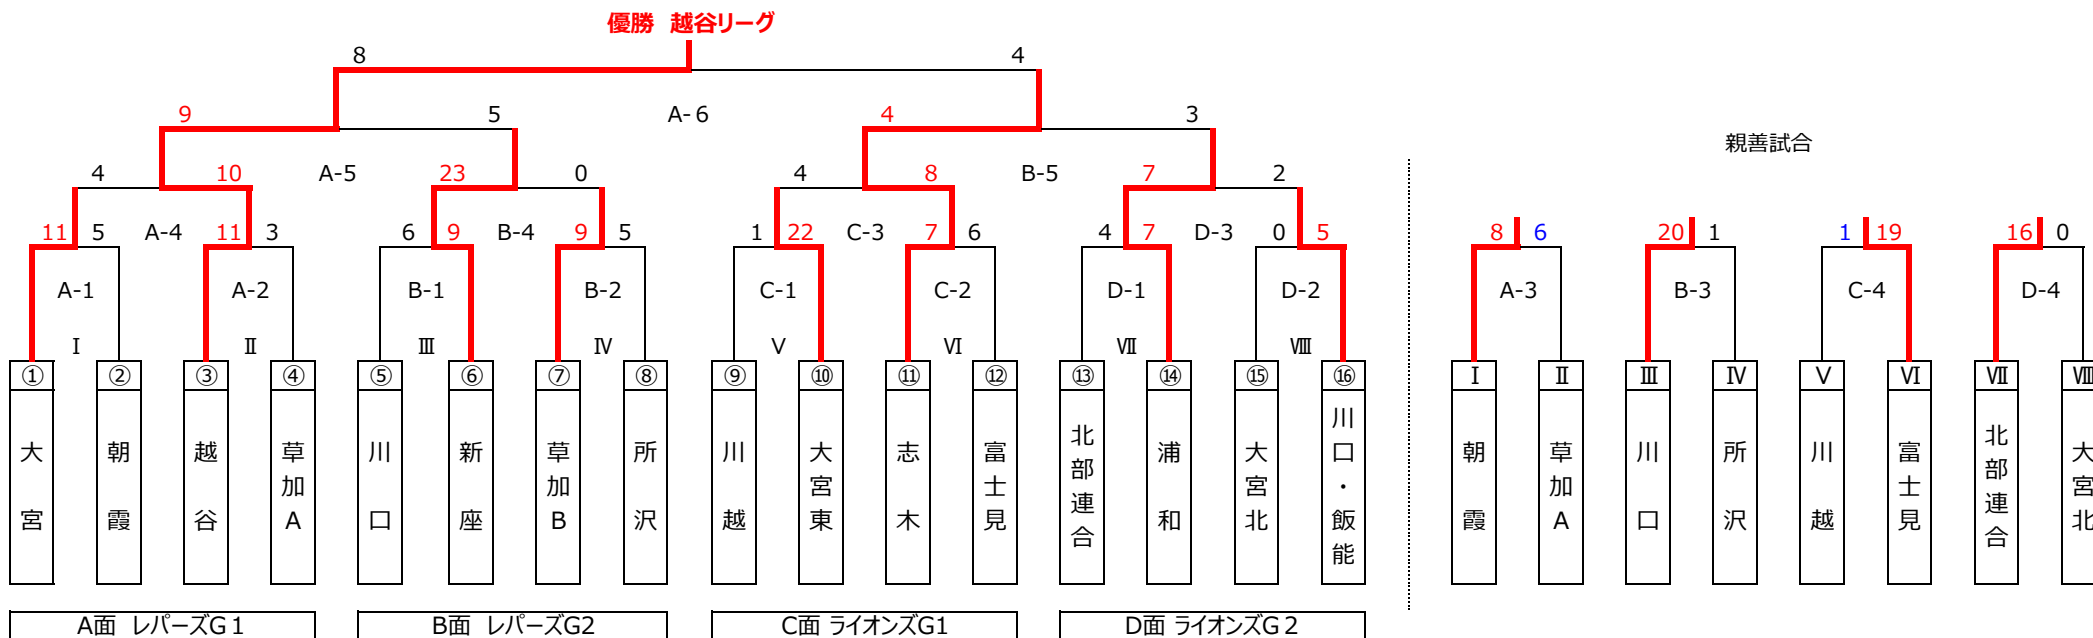 優勝 越谷リーグ
8 4
9 5 A-6 4 3
親善試合
4 10 A-5 23 0 4 8 B-5 7 2
11 5 A-4 11 3 6 9 B-4 9 5 1 22 C-3 7 6 4 7 D-3 0 5 8 6 20 1 1 19 16 0
A-1 A-2 B-1 B-2 C-1 C-2 D-1 D-2 A-3 B-3 C-4 D-4
Ⅰ Ⅱ Ⅲ Ⅳ Ⅴ Ⅵ Ⅶ Ⅷ
① ② ③ ④ ⑤ ⑥ ⑦ ⑧ ⑨ ⑩ ⑪ ⑫ ⑬ ⑭ ⑮ ⑯ Ⅰ Ⅱ Ⅲ Ⅳ Ⅴ Ⅵ Ⅶ Ⅷ
大宮
朝霞
越谷
草加A
川口
新座
草加B
所沢
川越
大宮東
志木
富士見
北部連合
浦和
大宮北
川口・飯能
朝霞
草加A
川口
所沢
川越
富士見
北部連合
大宮北
A面 レパーズG1
B面 レパーズG2
C面 ライオンズG1
D面 ライオンズG2